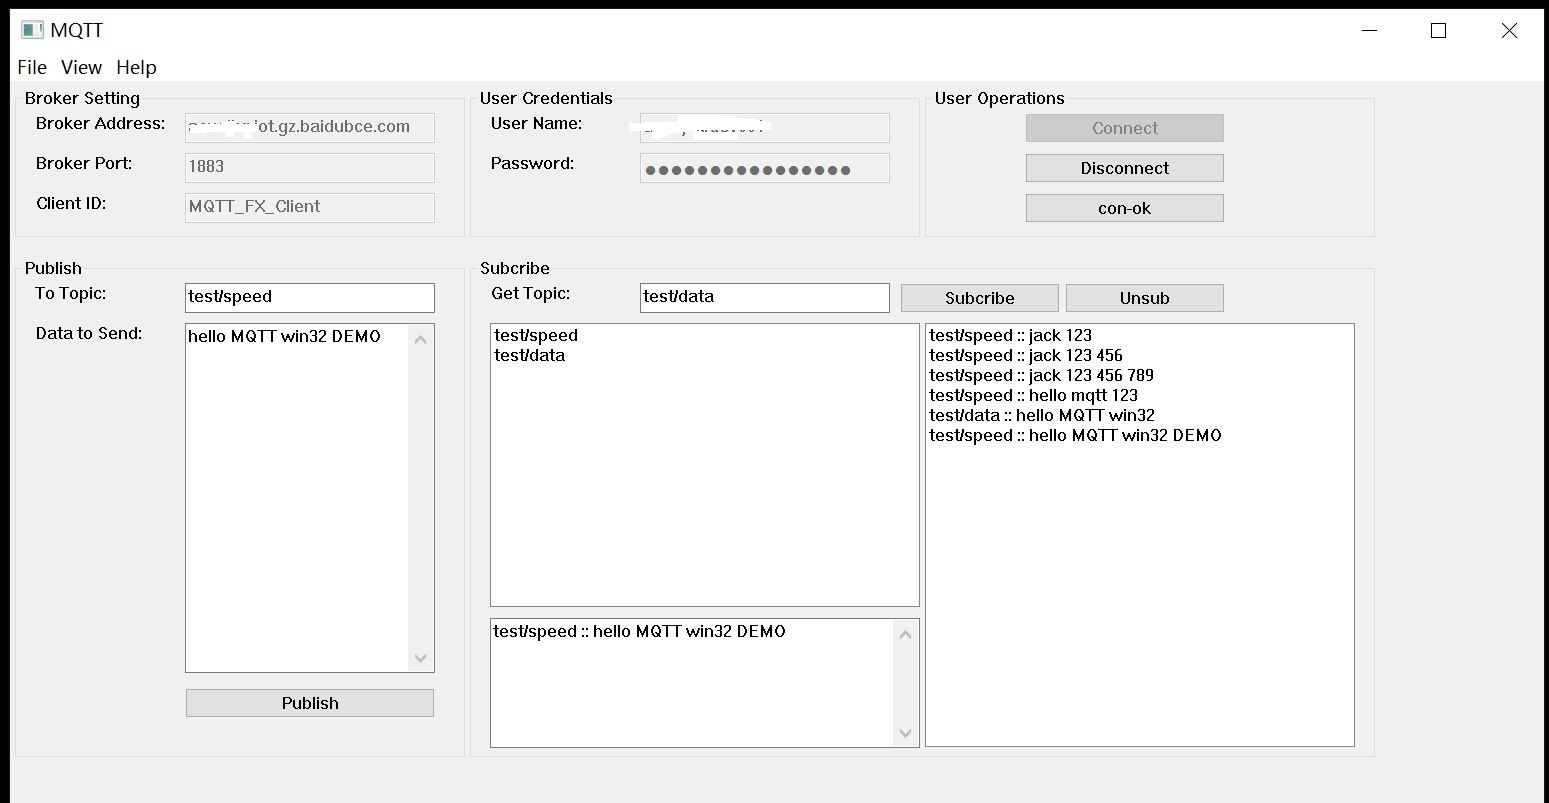 MQTT
File View Help
Broker Setting
Broker Address: iot.gz.baidubce.com
Broker Port: 1883
Client ID: MQTT_FX_Client
User Credentials
User Name:
Password: ●●●●●●●●●●●●●●●●
User Operations
Connect
Disconnect
con-ok
Publish
To Topic: test/speed
Data to Send: hello MQTT win32 DEMO
Publish
Subcribe
Get Topic: test/data Subcribe Unsub
test/speed
test/data
test/speed :: hello MQTT win32 DEMO
test/speed :: jack 123
test/speed :: jack 123 456
test/speed :: jack 123 456 789
test/speed :: hello mqtt 123
test/data :: hello MQTT win32
test/speed :: hello MQTT win32 DEMO